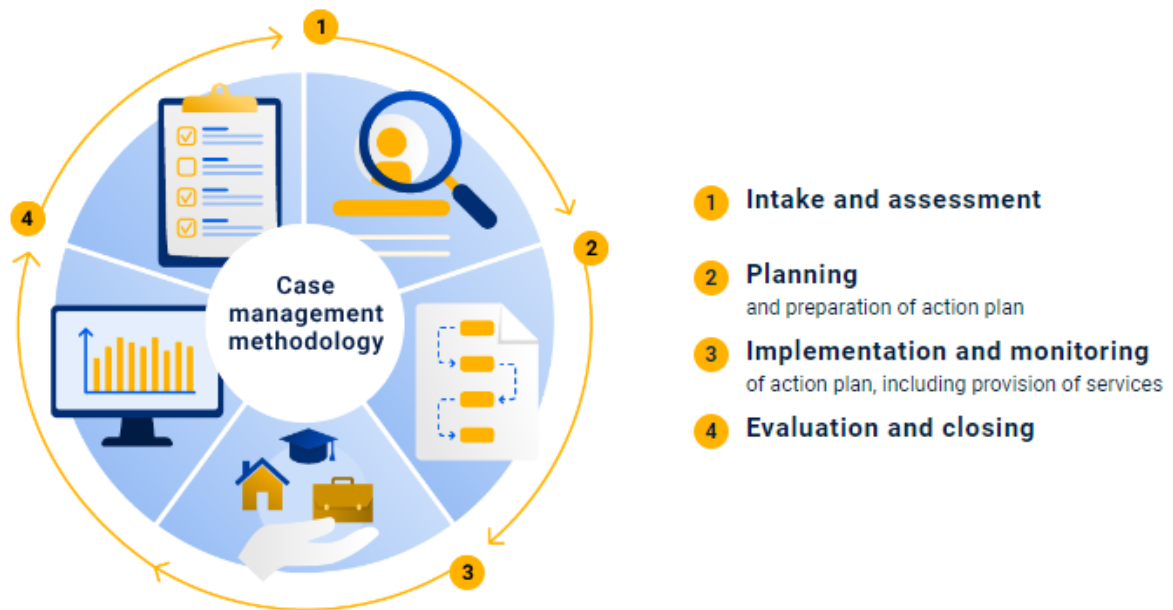 1
2
3
4
Case
management
methodology
1 Intake and assessment
2 Planning
and preparation of action plan
3 Implementation and monitoring
of action plan, including provision of services
4 Evaluation and closing